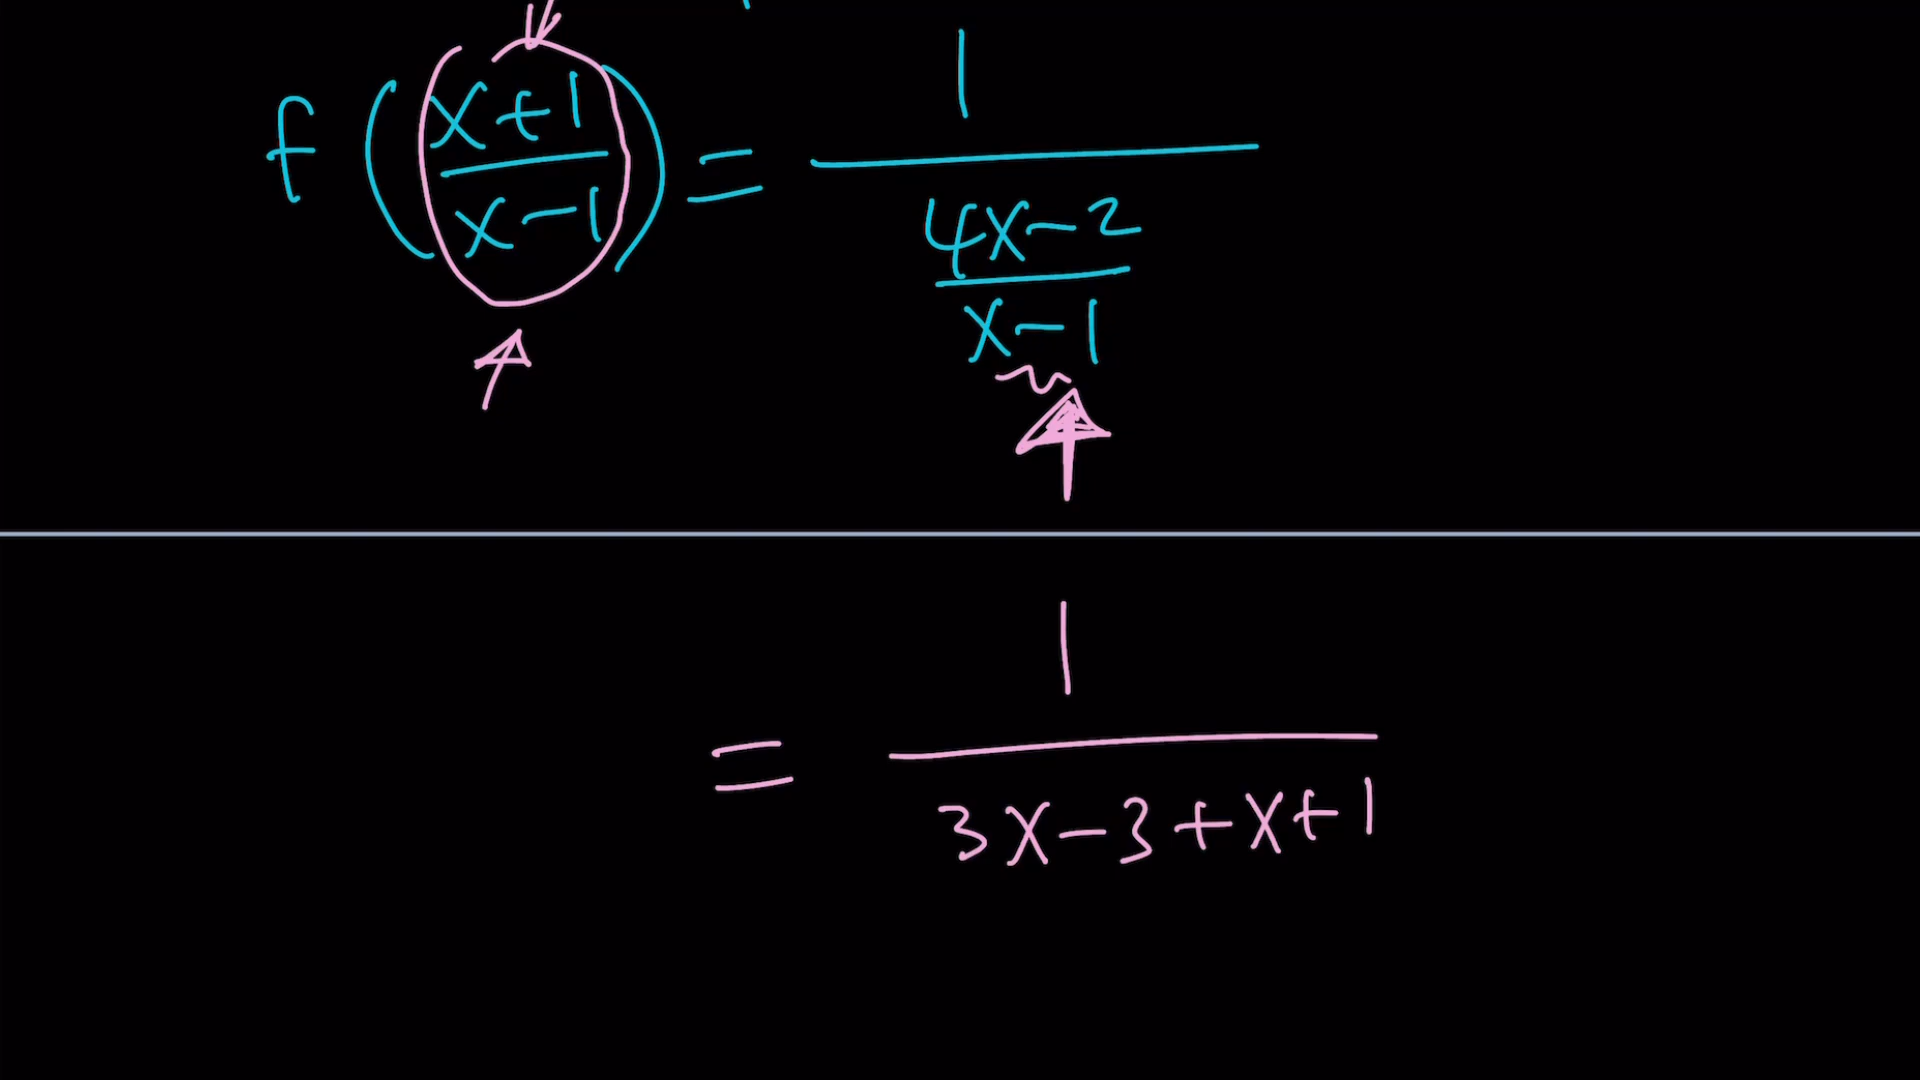 f(x+1/x-1) = 1/(4x-2/x-1)
= 1/(3x-3+x+1)